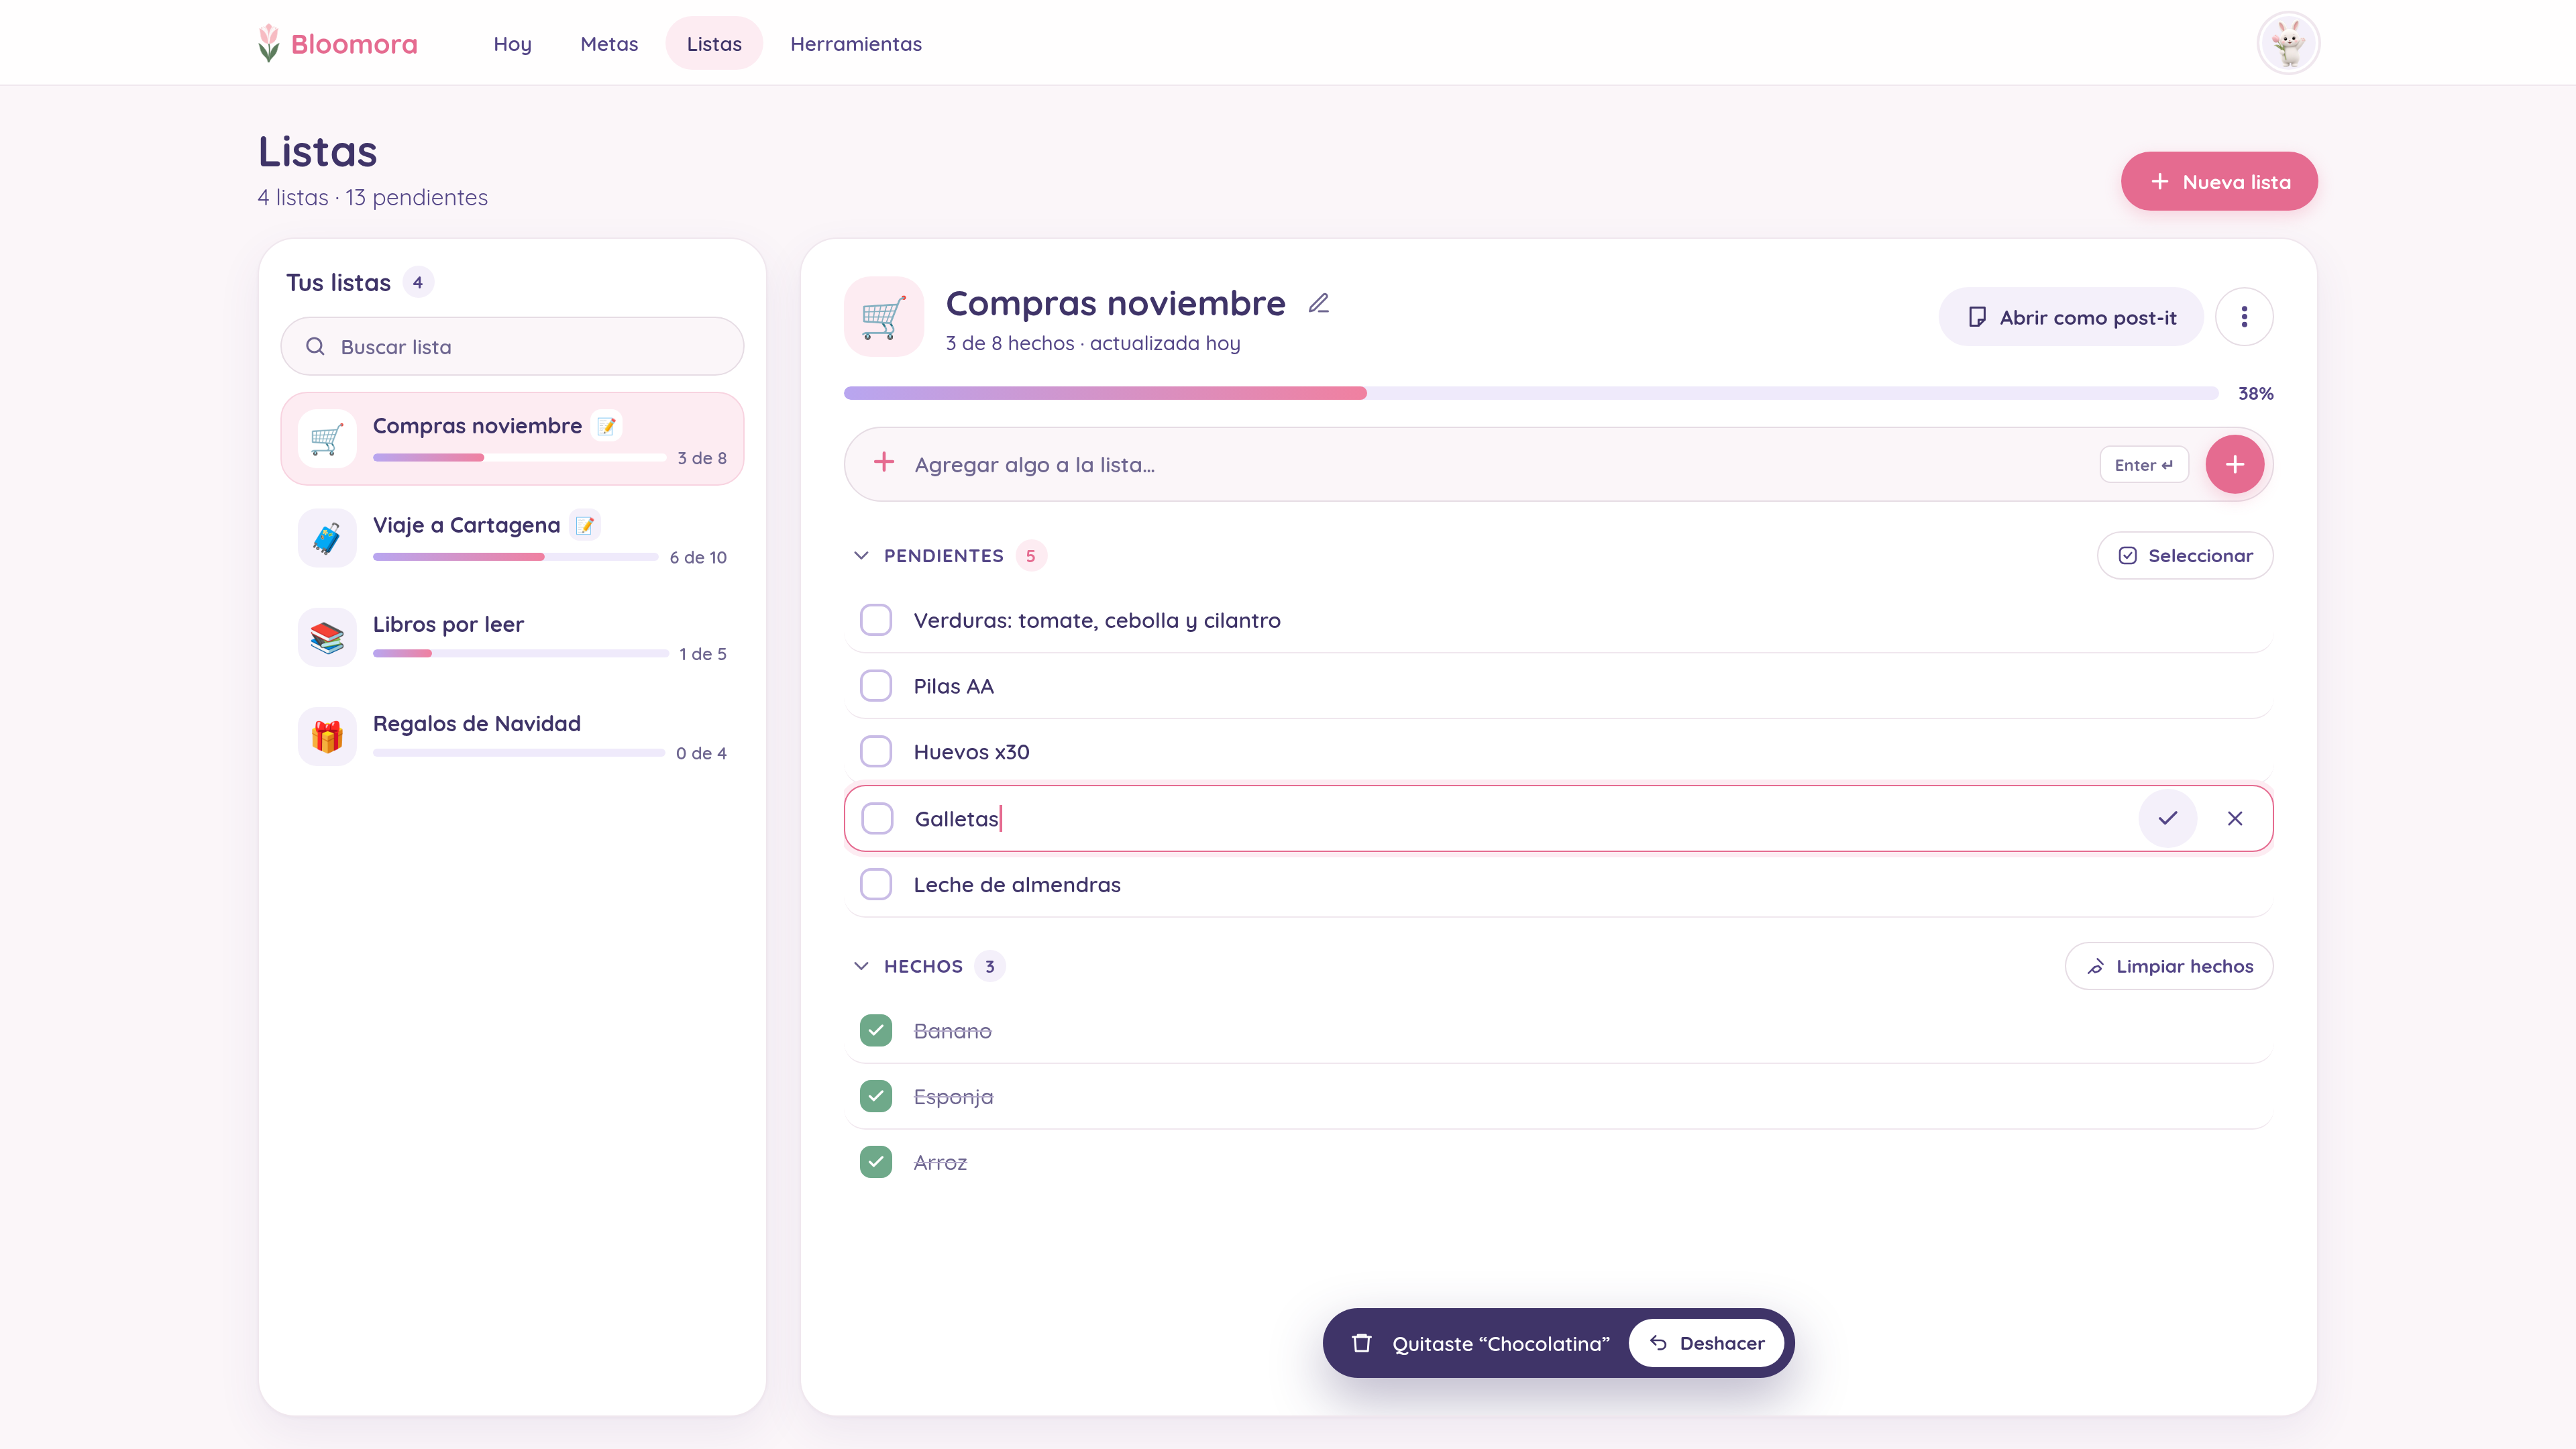 Bloomora
Hoy
Metas
Listas
Herramientas
Listas
4 listas · 13 pendientes
Nueva lista
Tus listas 4
Buscar lista
Compras noviembre
3 de 8
Viaje a Cartagena
6 de 10
Libros por leer
1 de 5
Regalos de Navidad
0 de 4
Compras noviembre
3 de 8 hechos · actualizada hoy
Abrir como post-it
38%
Agregar algo a la lista...
Enter ↵
PENDIENTES 5
Seleccionar
Verduras: tomate, cebolla y cilantro
Pilas AA
Huevos x30
Galletas
Leche de almendras
HECHOS 3
Limpiar hechos
Banano
Esponja
Arroz
Quitaste “Chocolatina”
Deshacer